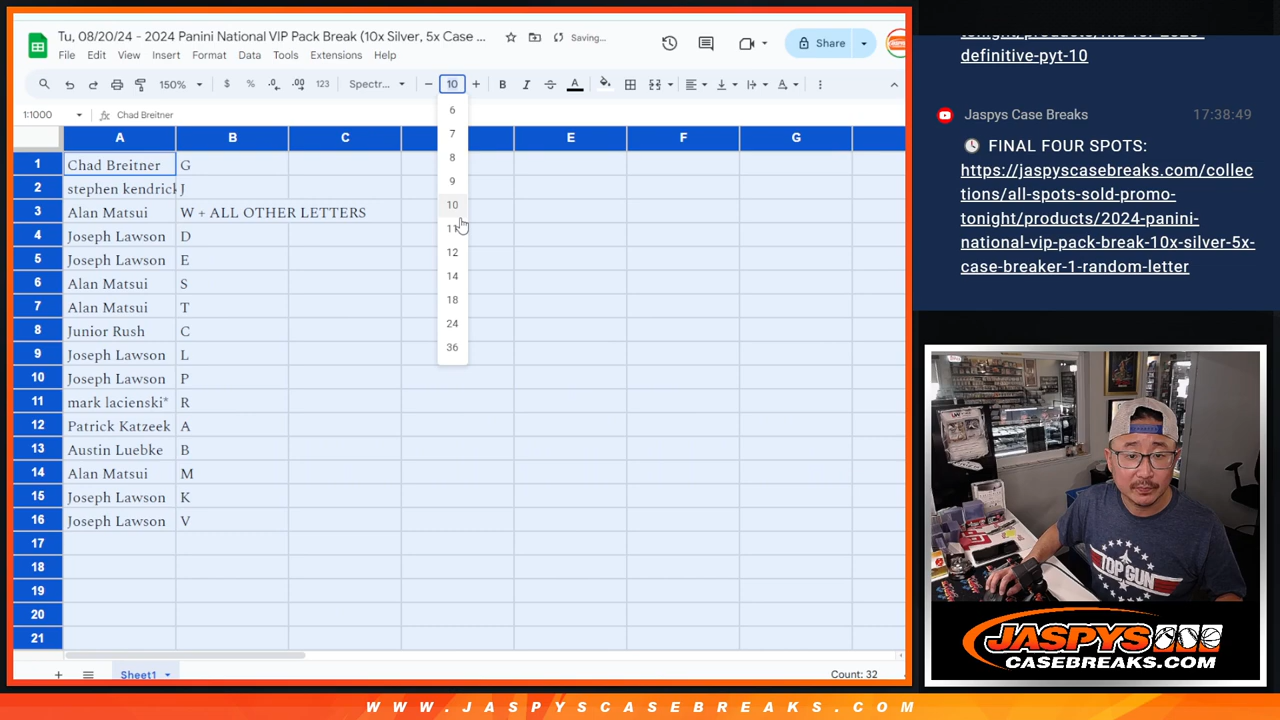 Tu, 08/20/24 - 2024 Panini National VIP Pack Break (10x Silver, 5x Case ...
Saving...
Share
File Edit View Insert Format Data Tools Extensions Help
150% $ % .0 .00 123 Spectr... − 10 + B I A
1:1000 fx Chad Breitner
A B C E F G
1 Chad Breitner G
2 stephen kendrick J
3 Alan Matsui W + ALL OTHER LETTERS
4 Joseph Lawson D
5 Joseph Lawson E
6 Alan Matsui S
7 Alan Matsui T
8 Junior Rush C
9 Joseph Lawson L
10 Joseph Lawson P
11 mark lacienski* R
12 Patrick Katzeek A
13 Austin Luebke B
14 Alan Matsui M
15 Joseph Lawson K
16 Joseph Lawson V
17
18
19
20
21
6
7
8
9
10
11
12
14
18
24
36
+ Sheet1 Count: 32
definitive-pyt-10
Jaspys Case Breaks 17:38:49
FINAL FOUR SPOTS:
https://jaspyscasebreaks.com/collec
tions/all-spots-sold-promo-
tonight/products/2024-panini-
national-vip-pack-break-10x-silver-5x-
case-breaker-1-random-letter
TOP GUN
JASPYS
CASEBREAKS.COM
WWW.JASPYSCASEBREAKS.COM